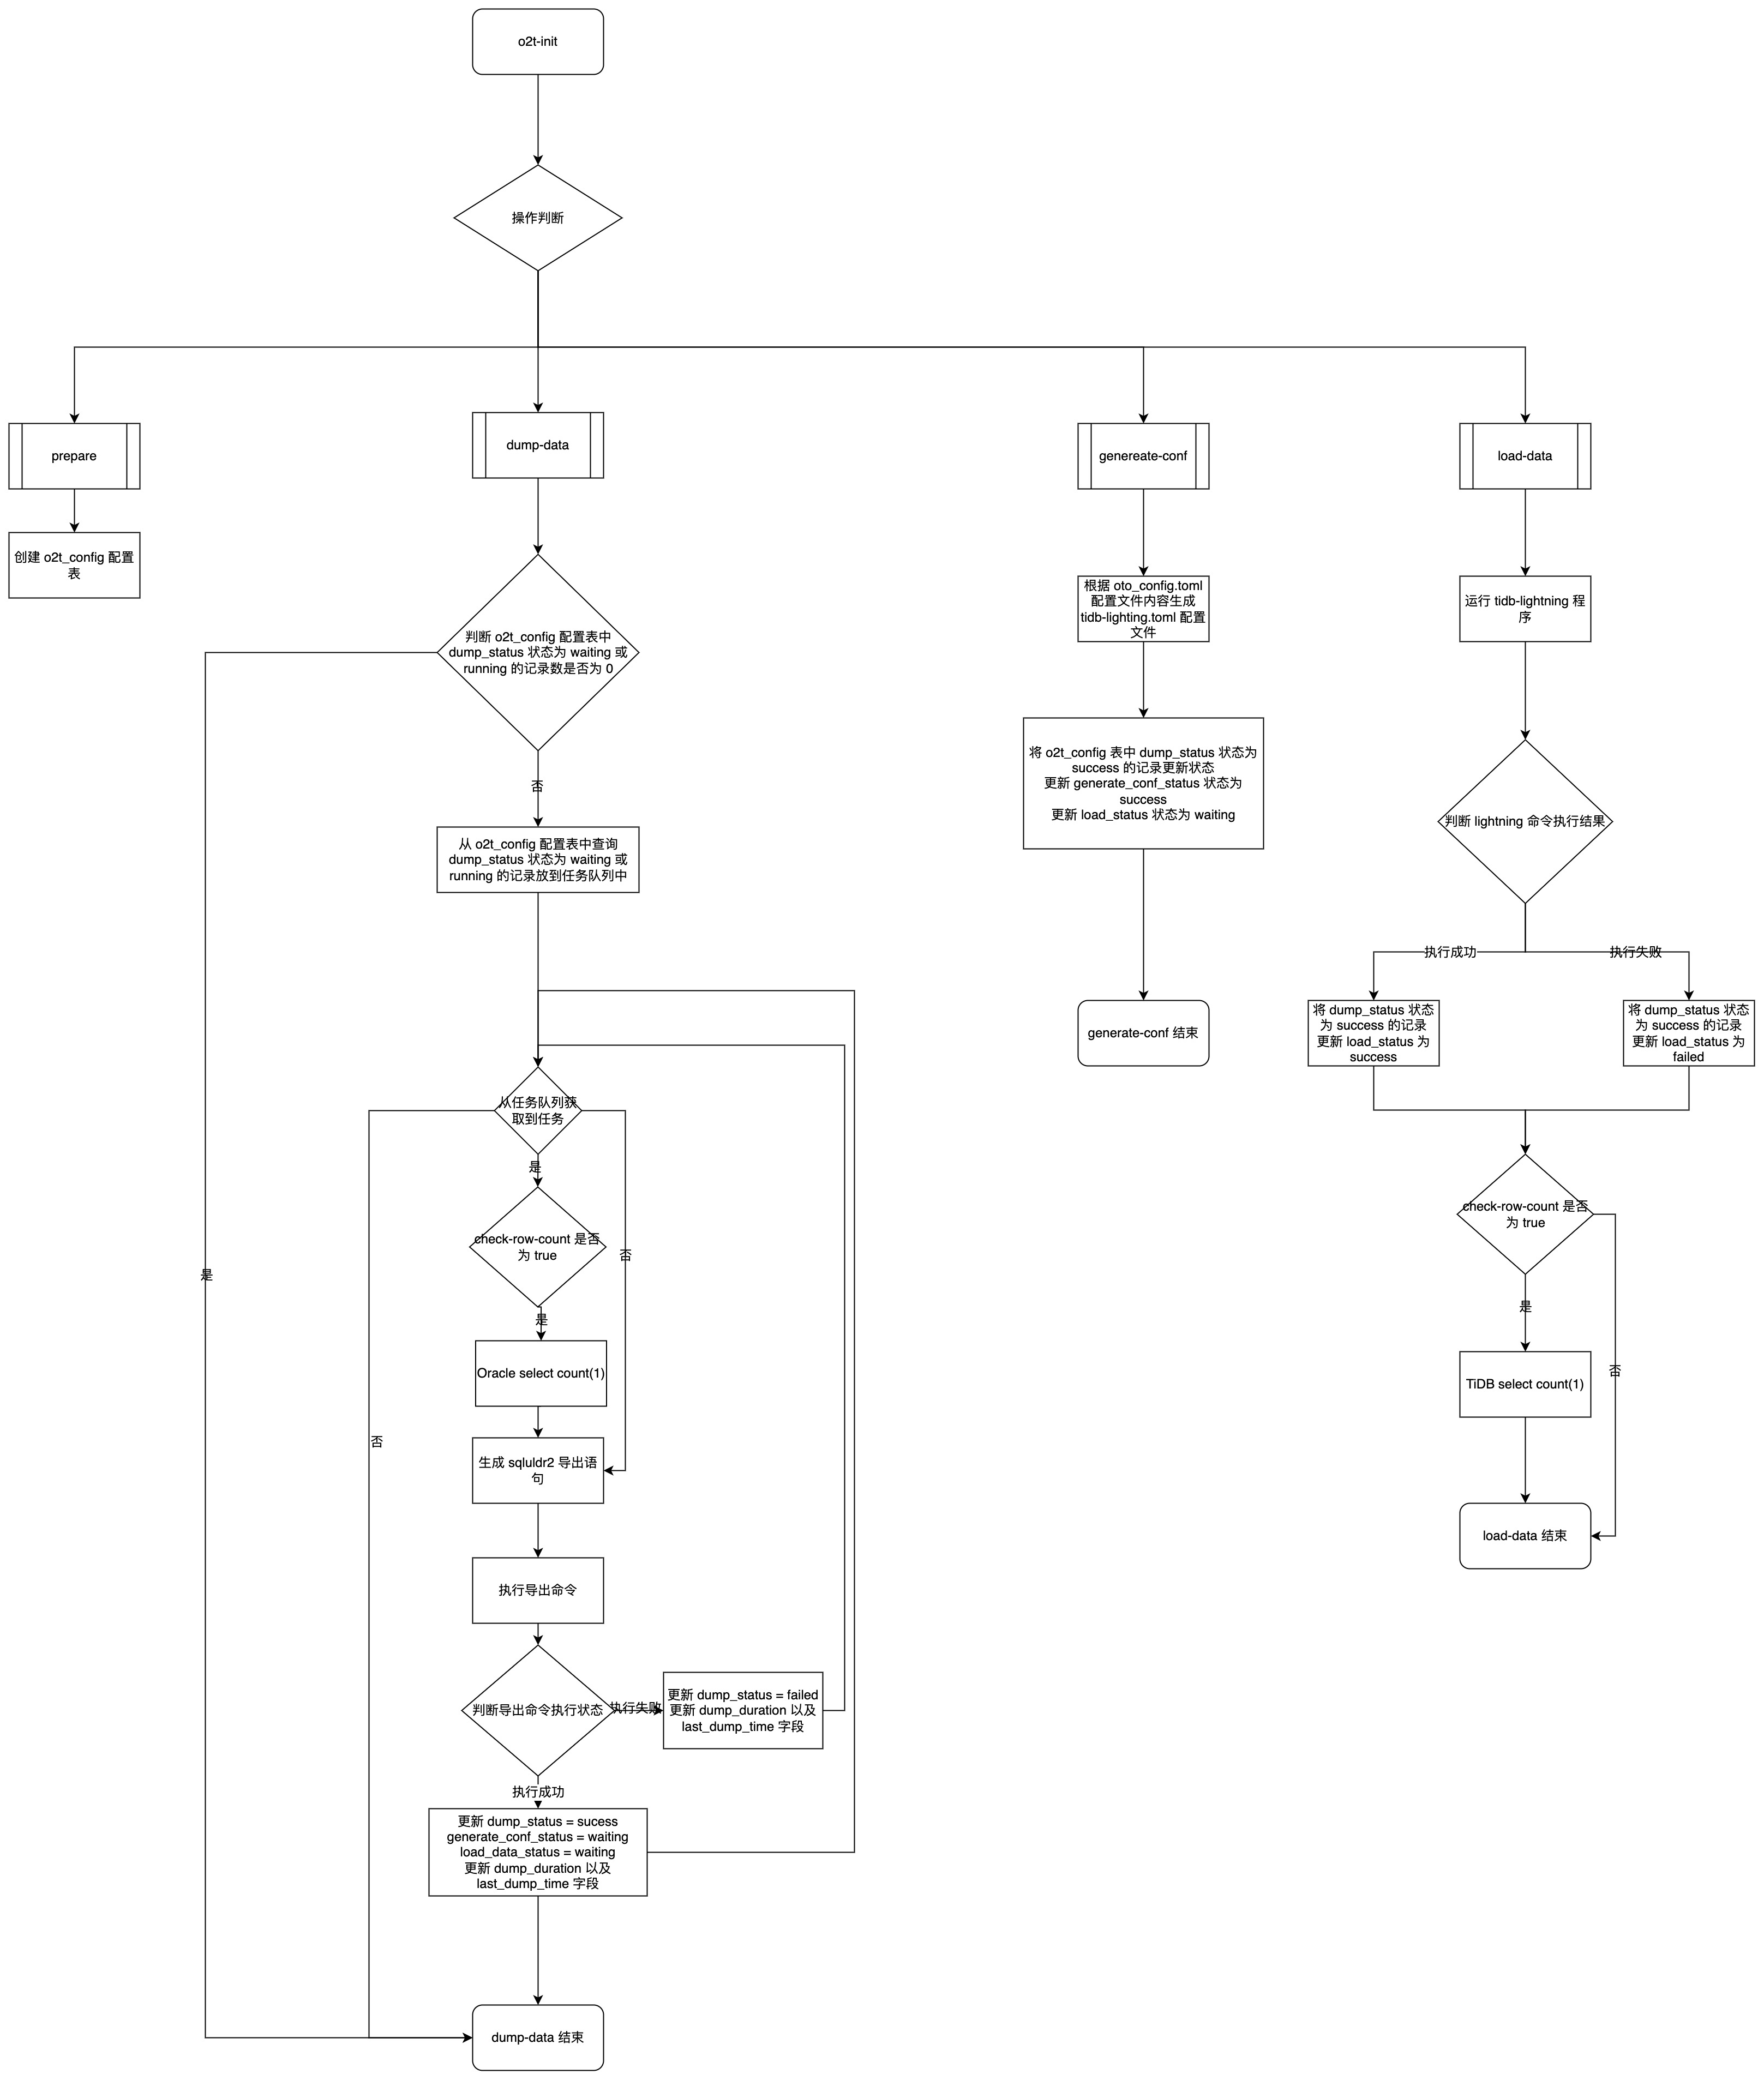 o2t-init
操作判断
prepare
创建 o2t_config 配置
表
dump-data
判断 o2t_config 配置表中
dump_status 状态为 waiting 或
running 的记录数是否为 0
是
否
从 o2t_config 配置表中查询
dump_status 状态为 waiting 或
running 的记录放到任务队列中
从任务队列获
取到任务
是
否
否
check-row-count 是否
为 true
是
Oracle select count(1)
生成 sqluldr2 导出语
句
执行导出命令
判断导出命令执行状态
执行失败
更新 dump_status = failed
更新 dump_duration 以及
last_dump_time 字段
执行成功
更新 dump_status = sucess
generate_conf_status = waiting
load_data_status = waiting
更新 dump_duration 以及
last_dump_time 字段
dump-data 结束
genereate-conf
根据 oto_config.toml
配置文件内容生成
tidb-lighting.toml 配置
文件
将 o2t_config 表中 dump_status 状态为
success 的记录更新状态
更新 generate_conf_status 状态为
success
更新 load_status 状态为 waiting
generate-conf 结束
load-data
运行 tidb-lightning 程
序
判断 lightning 命令执行结果
执行成功
执行失败
将 dump_status 状态
为 success 的记录
更新 load_status 为
success
将 dump_status 状态
为 success 的记录
更新 load_status 为
failed
check-row-count 是否
为 true
是
否
TiDB select count(1)
load-data 结束